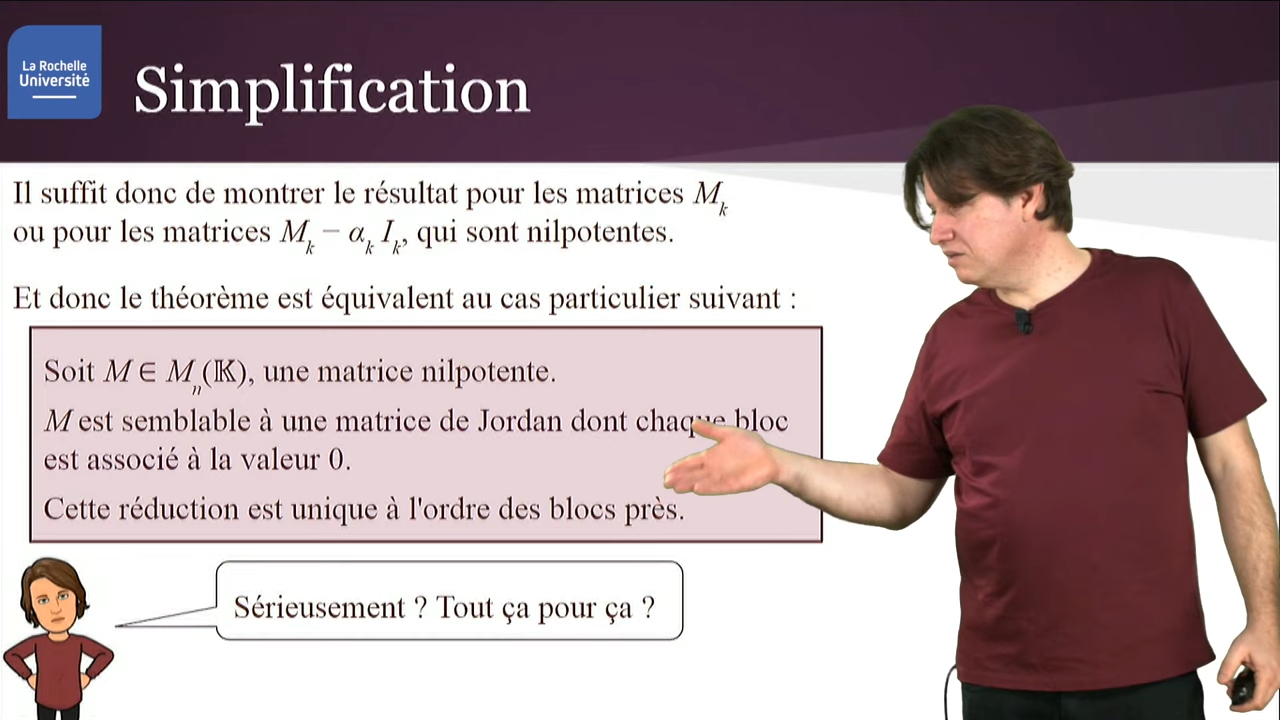 La Rochelle
Université
Simplification
Il suffit donc de montrer le résultat pour les matrices M_k
ou pour les matrices M_k − α_k I_k, qui sont nilpotentes.
Et donc le théorème est équivalent au cas particulier suivant :
Soit M ∈ M_n(𝕂), une matrice nilpotente.
M est semblable à une matrice de Jordan dont chaque bloc
est associé à la valeur 0.
Cette réduction est unique à l'ordre des blocs près.
Sérieusement ? Tout ça pour ça ?